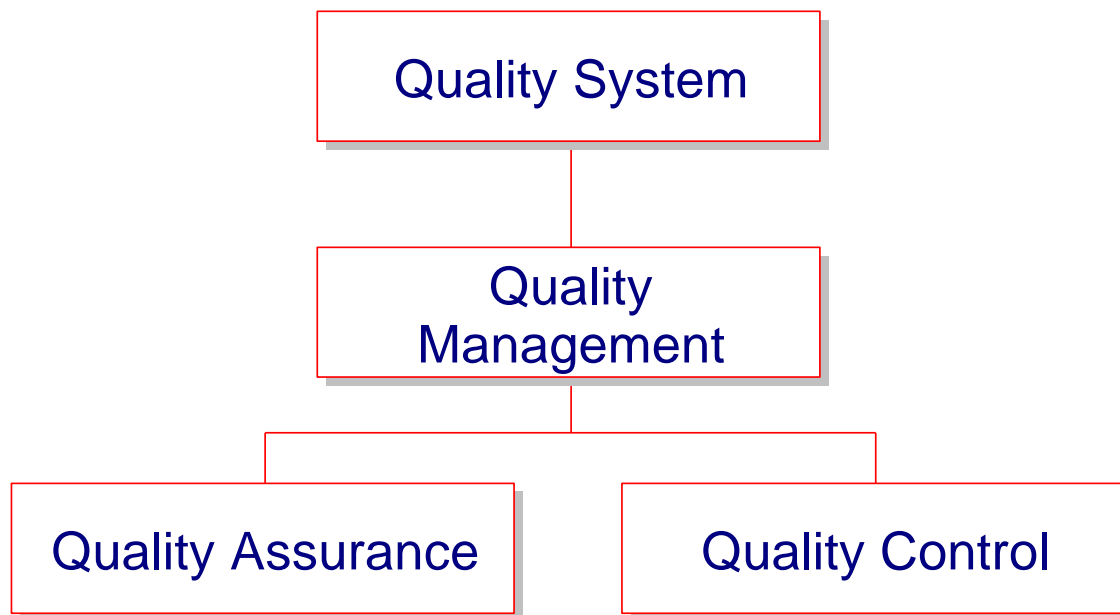 Quality System
Quality
Management
Quality Assurance
Quality Control